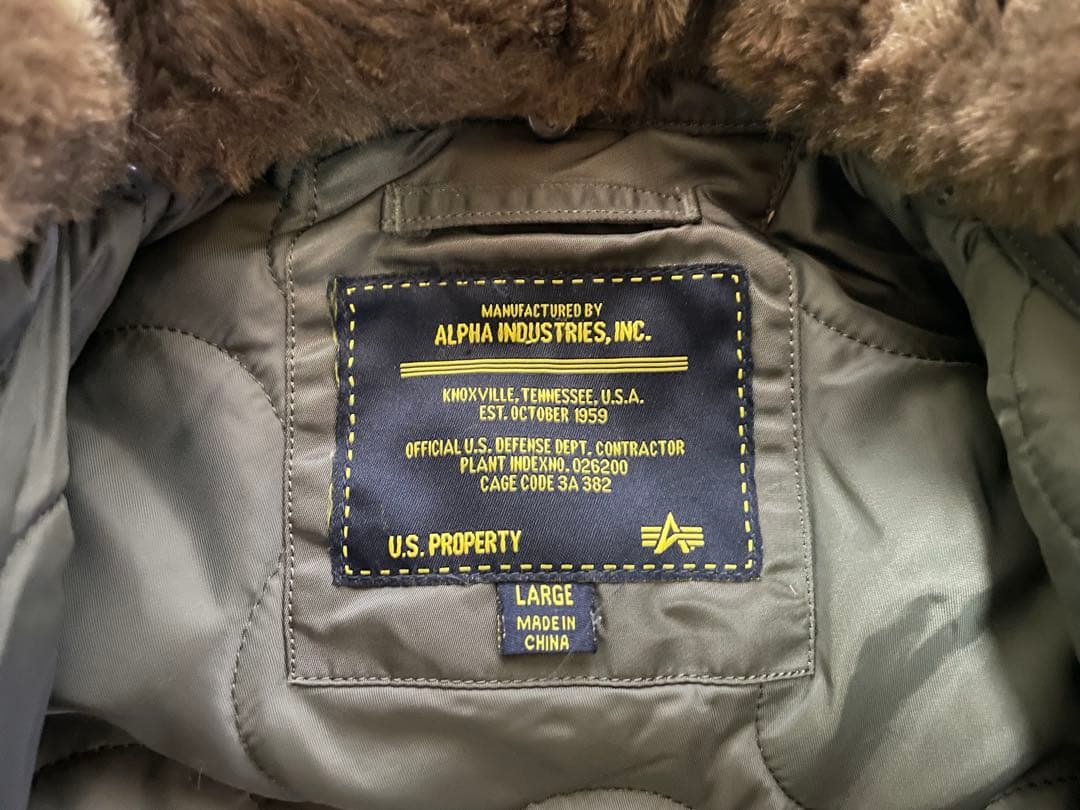 MANUFACTURED BY
ALPHA INDUSTRIES, INC.
KNOXVILLE, TENNESSEE, U.S.A.
EST. OCTOBER 1959
OFFICIAL U.S. DEFENSE DEPT. CONTRACTOR
PLANT INDEXNO. 026200
CAGE CODE 3A 382
U.S. PROPERTY
LARGE
MADE IN
CHINA